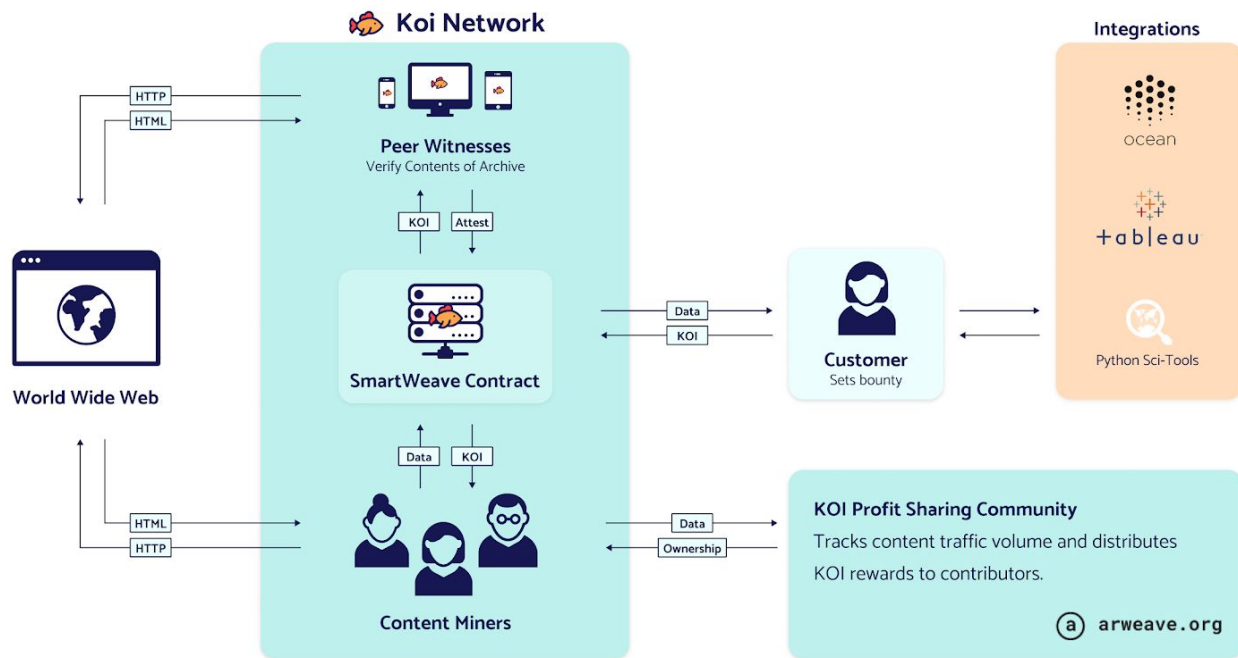 Koi Network
Integrations
HTTP
HTML
Peer Witnesses
Verify Contents of Archive
ocean
KOI
Attest
tableau
Data
KOI
SmartWeave Contract
Customer
Sets bounty
Python Sci-Tools
World Wide Web
Data
KOI
HTML
HTTP
Data
Ownership
Content Miners
KOI Profit Sharing Community
Tracks content traffic volume and distributes
KOI rewards to contributors.
a arweave.org